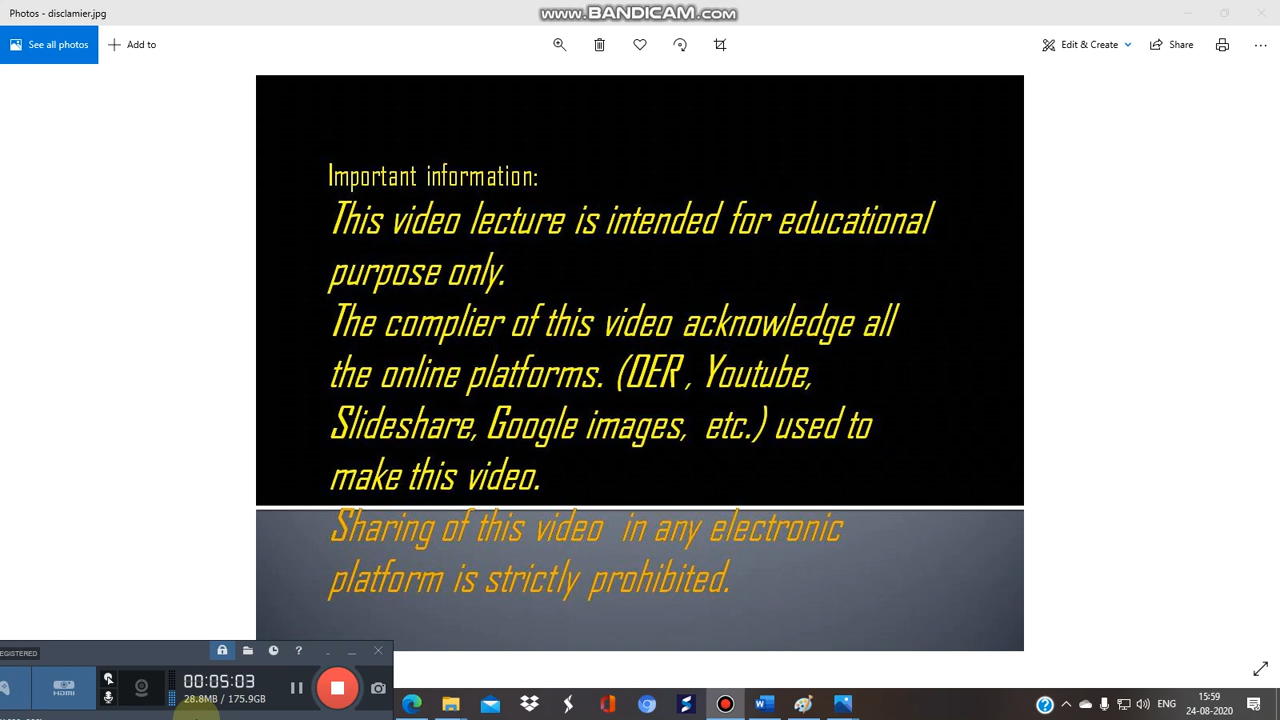 Photos - disclamier.jpg
www.BANDICAM.com
See all photos
Add to
Edit & Create
Share
Important information:
This video lecture is intended for educational
purpose only.
The complier of this video acknowledge all
the online platforms. (OER , Youtube,
Slideshare, Google images, etc.) used to
make this video.
Sharing of this video in any electronic
platform is strictly prohibited.
EGISTERED
HDMI
00:05:03
28.8MB / 175.9GB
ENG
15:59
24-08-2020